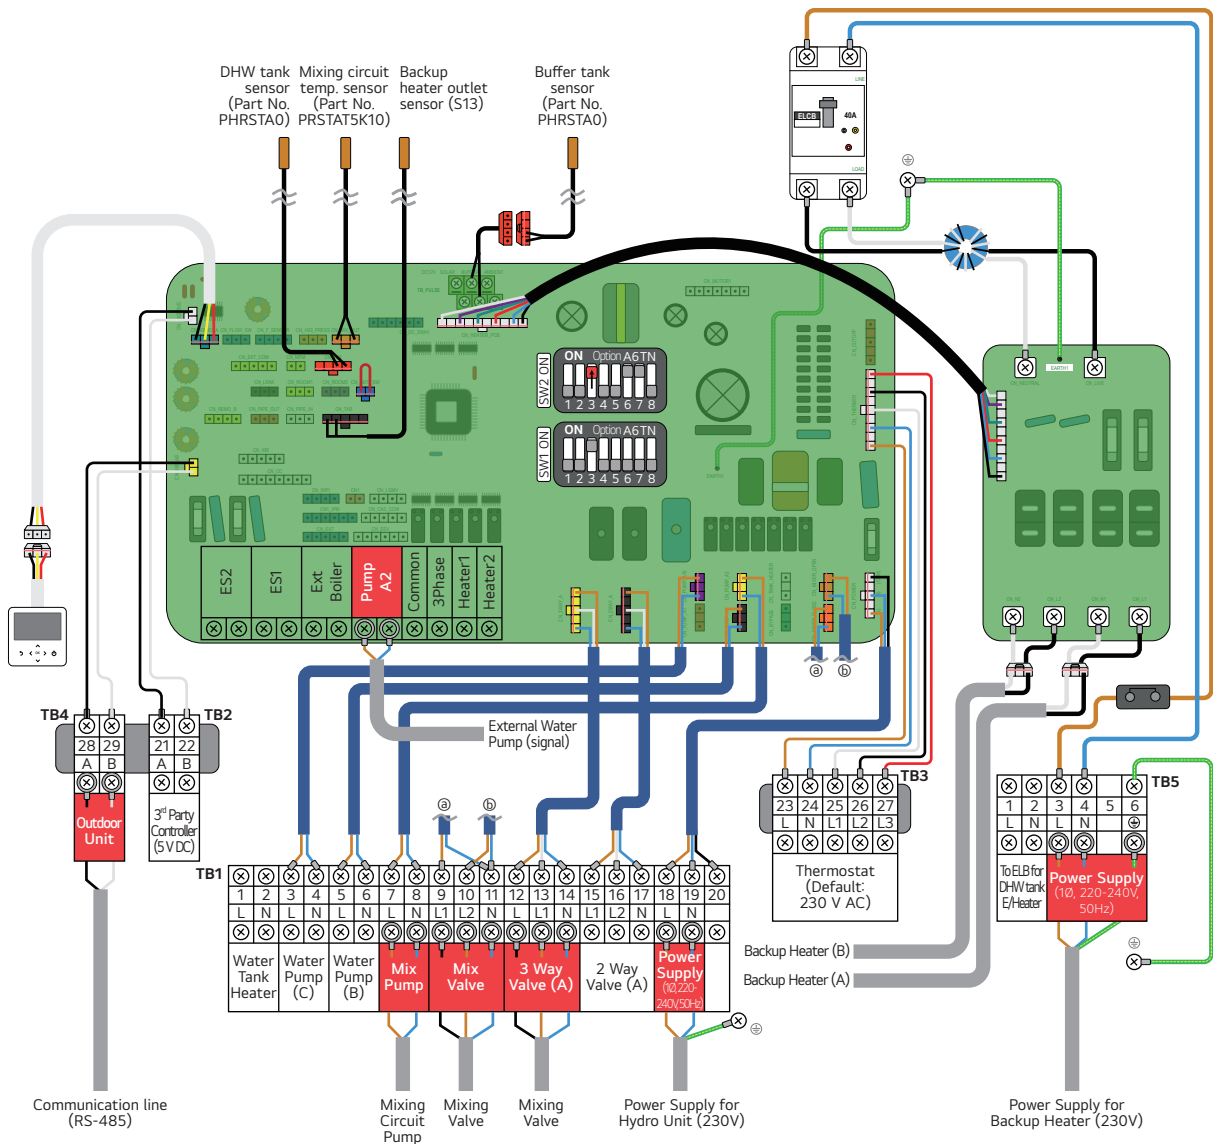 DHW tank
sensor
(Part No.
PHRSTA0)
Mixing circuit
temp. sensor
(Part No.
PRSTAT5K10)
Backup
heater outlet
sensor (S13)
Buffer tank
sensor
(Part No.
PHRSTA0)
LINE
ELCB
40A
LOAD
SW2 ON
ON Option A6TN
1 2 3 4 5 6 7 8
SW1 ON
ON Option A6TN
1 2 3 4 5 6 7 8
EARTH1
EARTH1
CN_NEUTRAL
CN_LINE
CN_MOTOR1
TB_PULSE
ES2
ES1
Ext
Boiler
Pump
A2
Common
3Phase
Heater1
Heater2
ⓐ
ⓑ
External Water
Pump (signal)
TB4
28 29
A B
Outdoor
Unit
TB2
21 22
A B
3rd Party
Controller
(5 V DC)
ⓐ
ⓑ
TB3
23 24 25 26 27
L N L1 L2 L3
Thermostat
(Default:
230 V AC)
TB5
1 2 3 4 5 6
L N L N
To ELB for
DHW tank
E/Heater
Power Supply
(1Ø, 220-240V,
50Hz)
Backup Heater (B)
Backup Heater (A)
TB1
1 2 3 4 5 6 7 8 9 10 11 12 13 14 15 16 17 18 19 20
L N L N L N L N L1 L2 N L L1 N L1 L2 N L N
Water
Tank
Heater
Water
Pump
(C)
Water
Pump
(B)
Mix
Pump
Mix
Valve
3 Way
Valve (A)
2 Way
Valve (A)
Power
Supply
(1Ø,220-
240V,50Hz)
Communication line
(RS-485)
Mixing
Circuit
Pump
Mixing
Valve
Mixing
Valve
Power Supply for
Hydro Unit (230V)
Power Supply for
Backup Heater (230V)